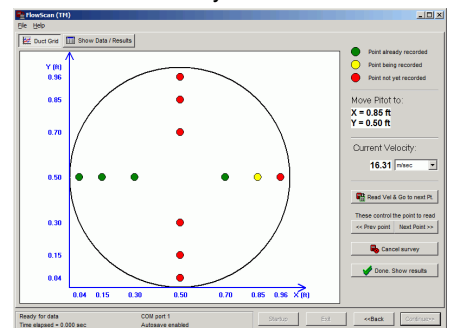 FlowScan (TM)
File Help
Duct Grid Show Data / Results
Y (ft)
0.96
0.85
0.70
0.50
0.30
0.15
0.04
0.04 0.15 0.30 0.50 0.70 0.85 0.96 X (ft)
Point already recorded
Point being recorded
Point not yet recorded
Move Pitot to:
X = 0.85 ft
Y = 0.50 ft
Current Velocity:
16.31 m/sec
Read Vel & Go to next Pt.
These control the point to read
<< Prev point Next Point >>
Cancel survey
Done. Show results
Ready for data COM port 1
Time elapsed = 0.000 sec Autosave enabled
Startup Exit <<Back Continue>>